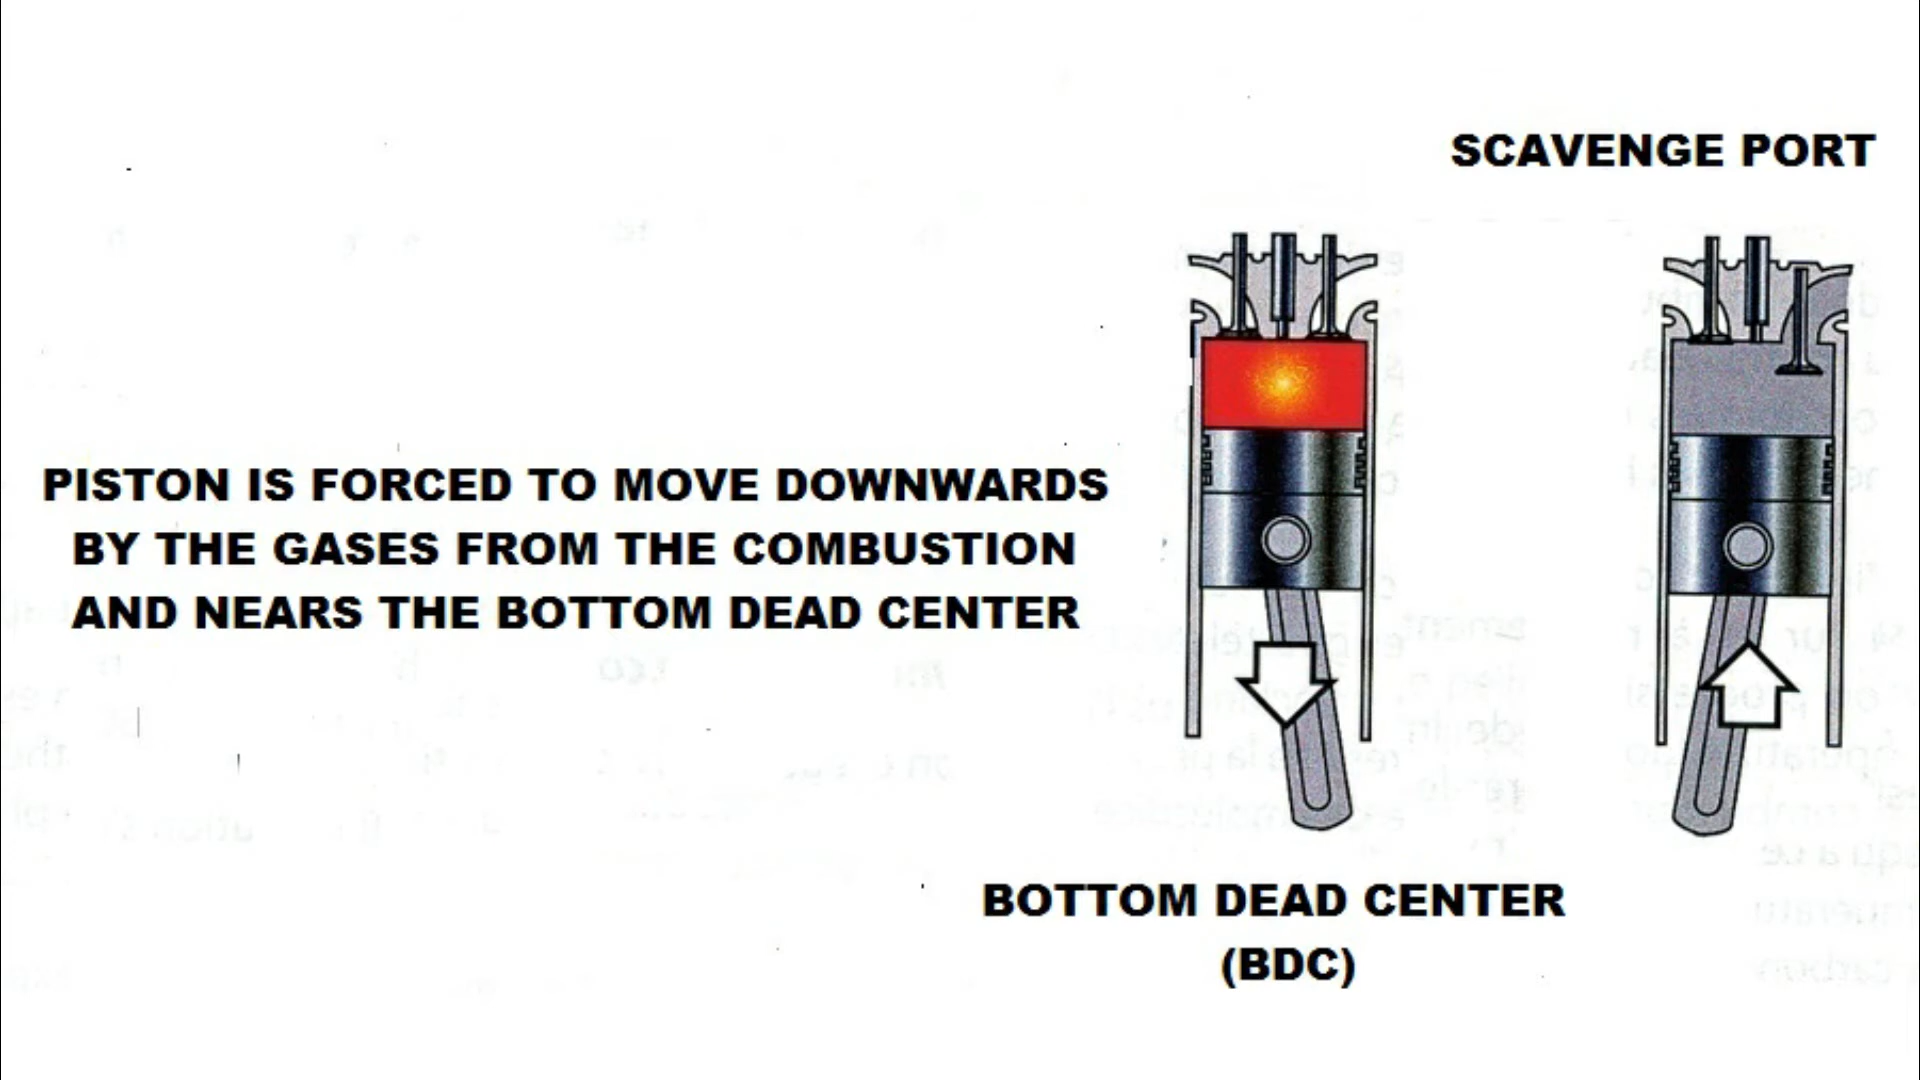 SCAVENGE PORT
PISTON IS FORCED TO MOVE DOWNWARDS
BY THE GASES FROM THE COMBUSTION
AND NEARS THE BOTTOM DEAD CENTER
BOTTOM DEAD CENTER
(BDC)